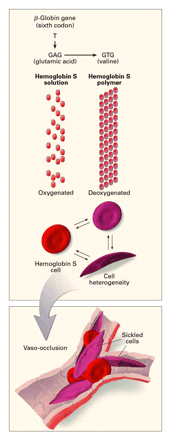 β-Globin gene
(sixth codon)
T
GAG
GTG
(glutamic acid)
(valine)
Hemoglobin S
solution
Hemoglobin S
polymer
Oxygenated
Deoxygenated
Hemoglobin S
cell
Cell
heterogeneity
Vaso-occlusion
Sickled
cells